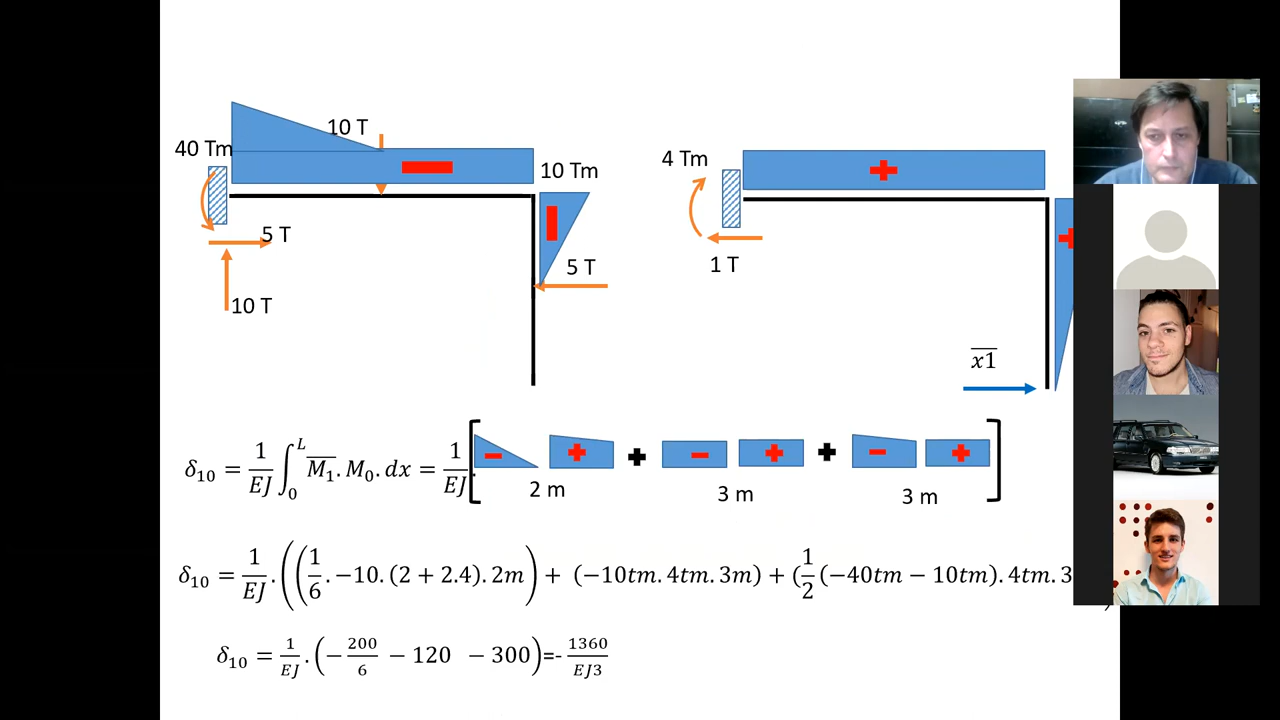 10 T
40 Tm
10 Tm
5 T
5 T
10 T
4 Tm
1 T
x̅1̅
δ₁₀ = 1/EJ ∫₀ᴸ M̅₁̅. M₀. dx = 1/EJ .[ - + + - + + - + ]
2 m
3 m
3 m
δ₁₀ = 1/EJ . ((1/6 . −10. (2 + 2.4). 2m) + (−10tm. 4tm. 3m) + (1/2 (−40tm − 10tm). 4tm. 3
δ₁₀ = 1/EJ . (− 200/6 − 120 − 300)=- 1360/EJ3